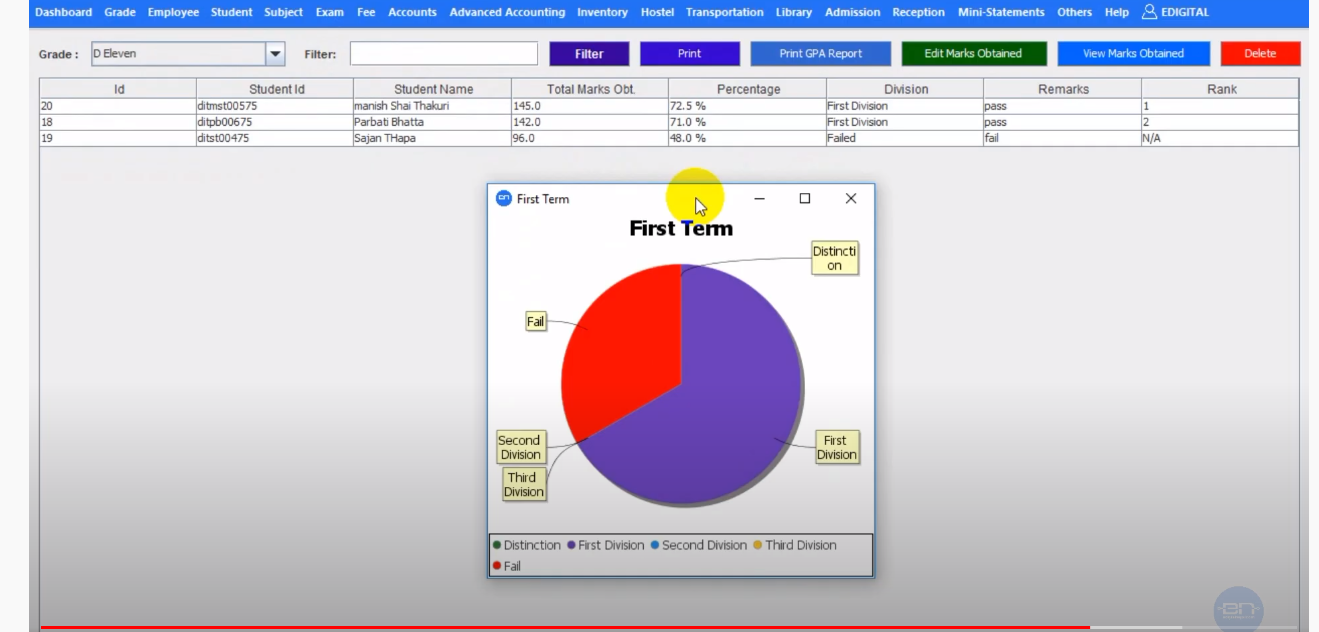 Dashboard Grade Employee Student Subject Exam Fee Accounts Advanced Accounting Inventory Hostel Transportation Library Admission Reception Mini-Statements Others Help EDIGITAL
Grade : D Eleven Filter: Filter Print Print GPA Report Edit Marks Obtained View Marks Obtained Delete
Id Student Id Student Name Total Marks Obt. Percentage Division Remarks Rank
20 ditmst00575 manish Shai Thakuri 145.0 72.5 % First Division pass 1
18 ditpb00675 Parbati Bhatta 142.0 71.0 % First Division pass 2
19 ditst00475 Sajan THapa 96.0 48.0 % Failed fail N/A
en First Term
First Term
Distincti
on
Fail
Second
Division
First
Division
Third
Division
Distinction First Division Second Division Third Division
Fail
en